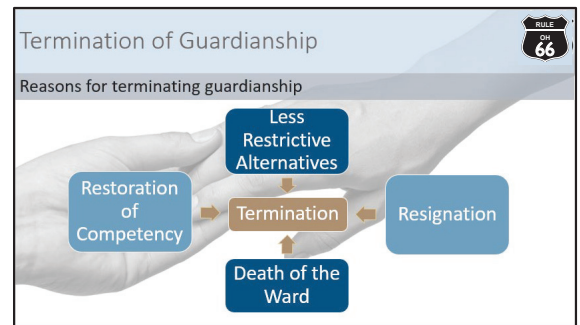 Termination of Guardianship
RULE
OH
66
Reasons for terminating guardianship
Less
Restrictive
Alternatives
Restoration
of
Competency
Termination
Resignation
Death of the
Ward